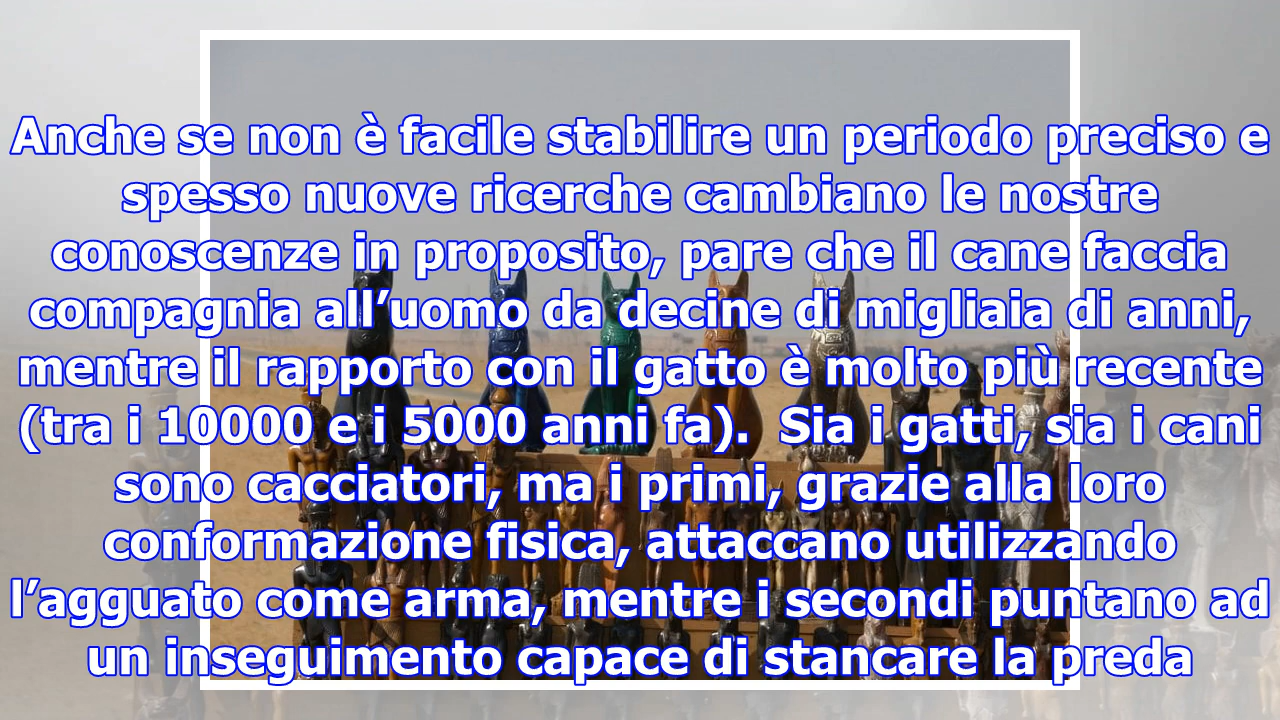 Anche se non è facile stabilire un periodo preciso e
spesso nuove ricerche cambiano le nostre
conoscenze in proposito, pare che il cane faccia
compagnia all’uomo da decine di migliaia di anni,
mentre il rapporto con il gatto è molto più recente
(tra i 10000 e i 5000 anni fa).  Sia i gatti, sia i cani
sono cacciatori, ma i primi, grazie alla loro
conformazione fisica, attaccano utilizzando
l’agguato come arma, mentre i secondi puntano ad
un inseguimento capace di stancare la preda